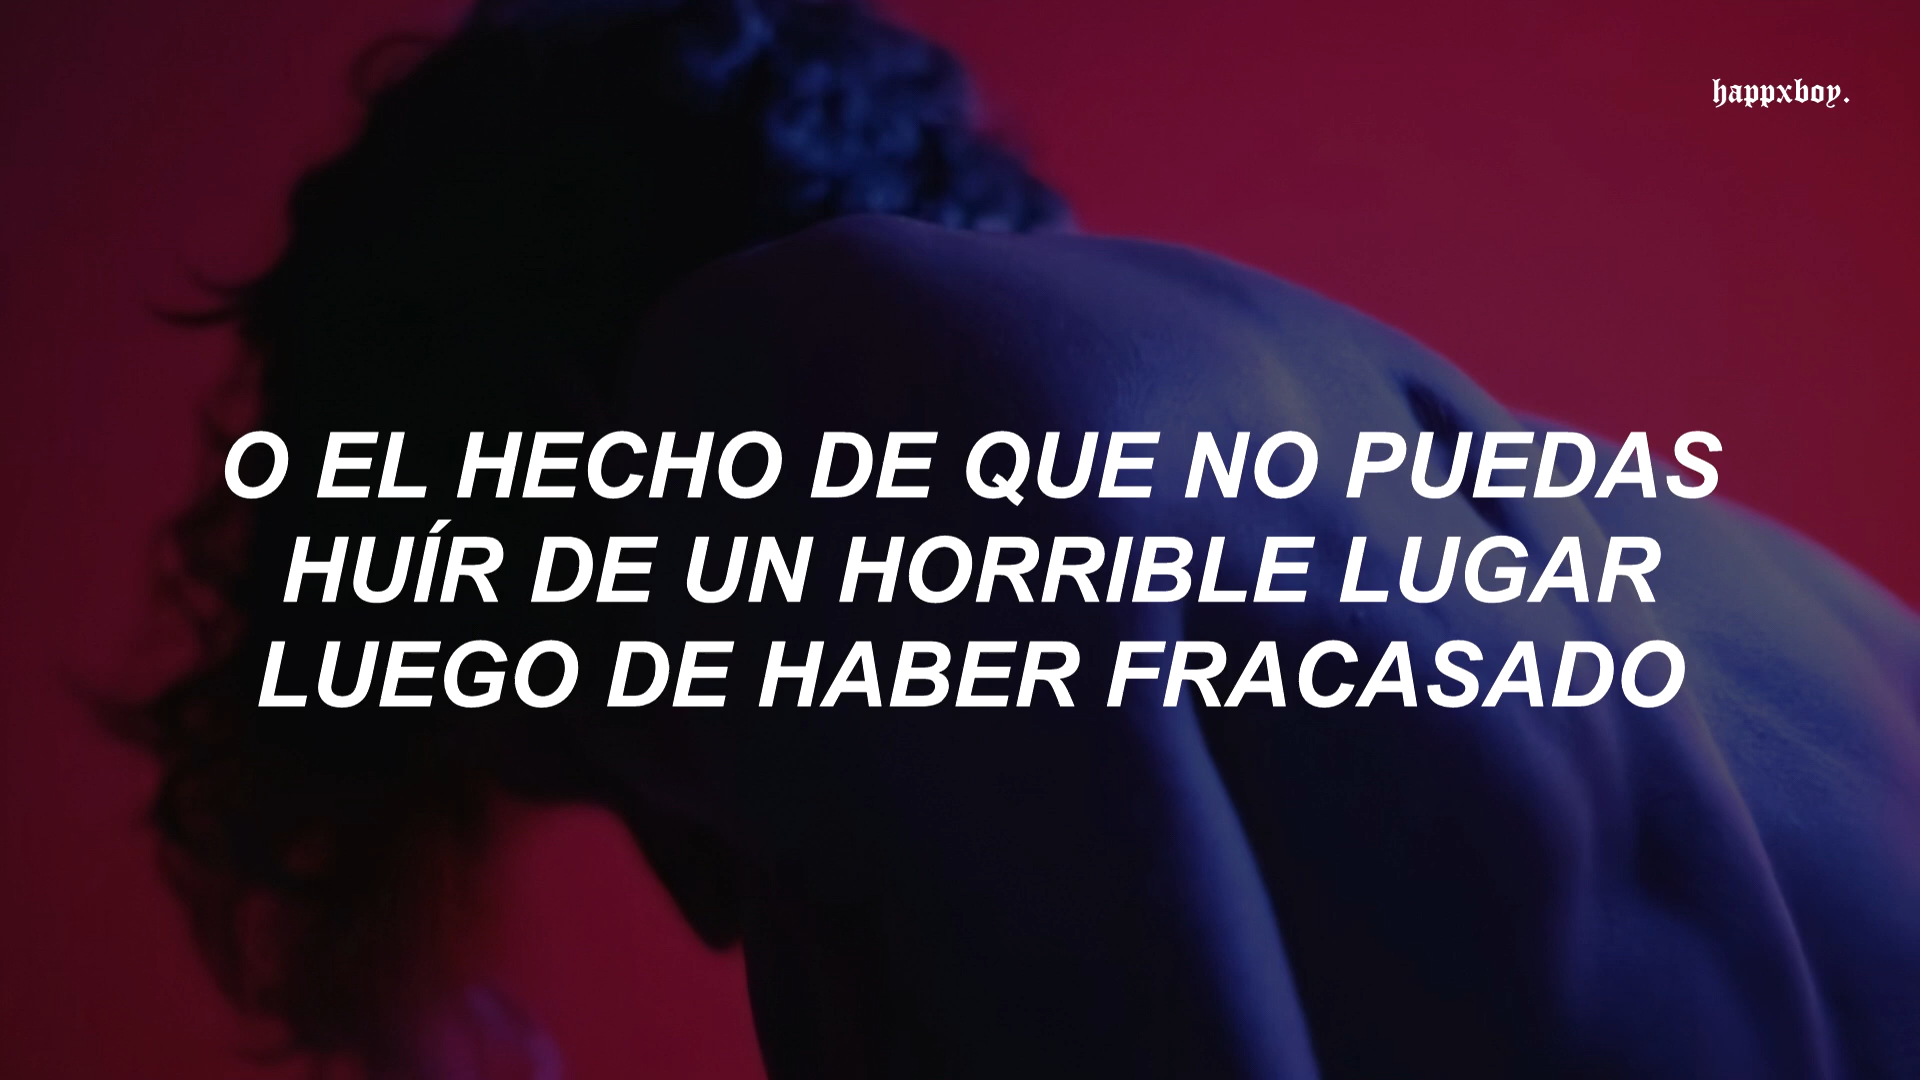 happxboy.
O EL HECHO DE QUE NO PUEDAS
HUÍR DE UN HORRIBLE LUGAR
LUEGO DE HABER FRACASADO